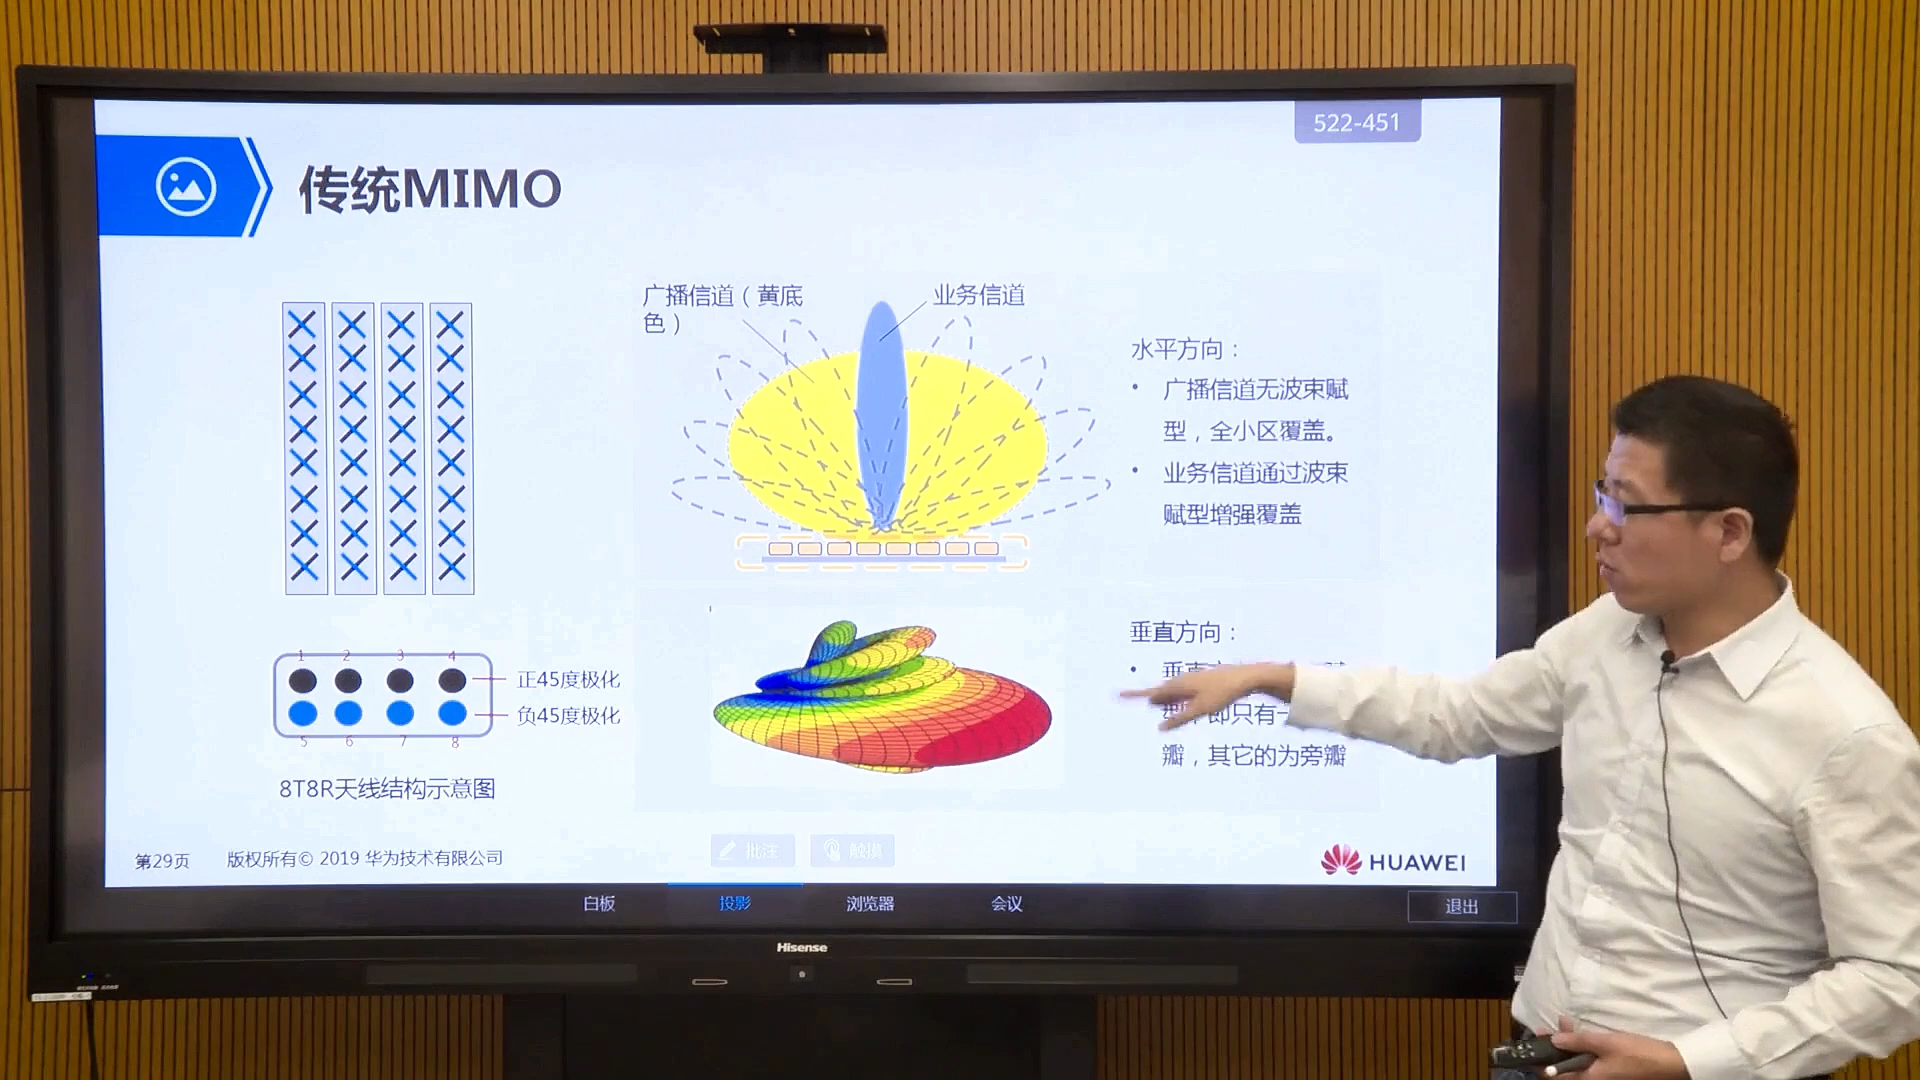 522-451
传统MIMO
广播信道（黄底
色）
业务信道
水平方向：
• 广播信道无波束赋
型，全小区覆盖。
• 业务信道通过波束
赋型增强覆盖
1 2 3 4
正45度极化
负45度极化
5 6 7 8
8T8R天线结构示意图
垂直方向：
• 垂直
即只有一
瓣，其它的为旁瓣
第29页 版权所有© 2019 华为技术有限公司
批注 触摸
HUAWEI
白板 投影 浏览器 会议 退出
Hisense